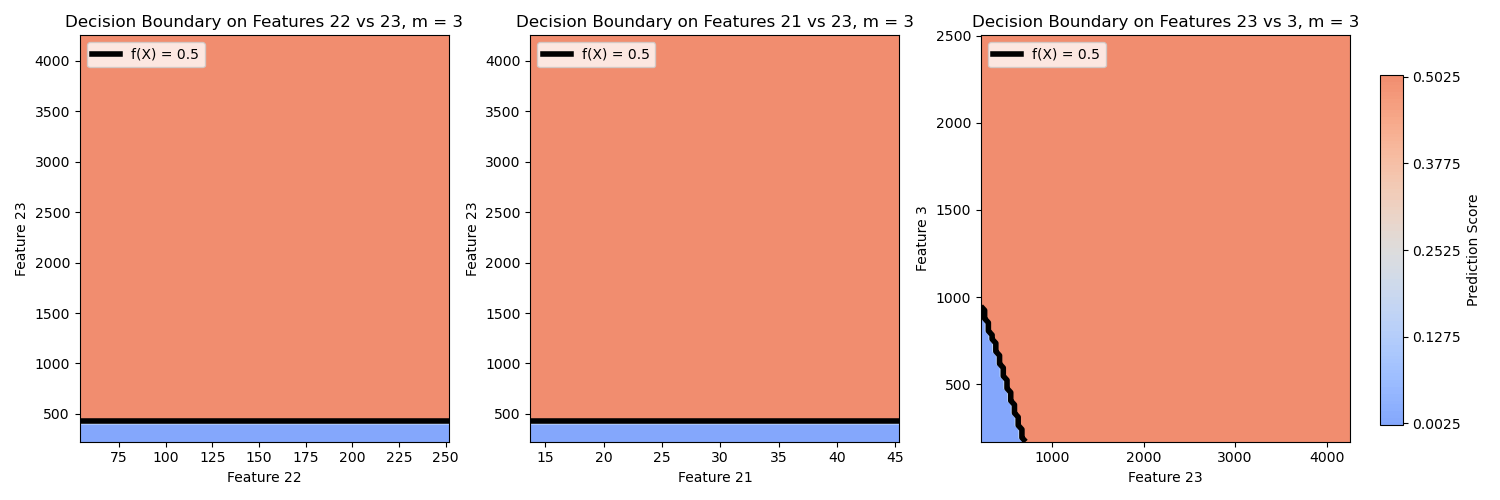 Decision Boundary on Features 22 vs 23, m = 3
f(X) = 0.5
4000
3500
3000
2500
2000
1500
1000
500
Feature 23
75 100 125 150 175 200 225 250
Feature 22
Decision Boundary on Features 21 vs 23, m = 3
f(X) = 0.5
4000
3500
3000
2500
2000
1500
1000
500
Feature 23
15 20 25 30 35 40 45
Feature 21
Decision Boundary on Features 23 vs 3, m = 3
f(X) = 0.5
2500
2000
1500
1000
500
Feature 3
1000 2000 3000 4000
Feature 23
0.5025
0.3775
0.2525
0.1275
0.0025
Prediction Score